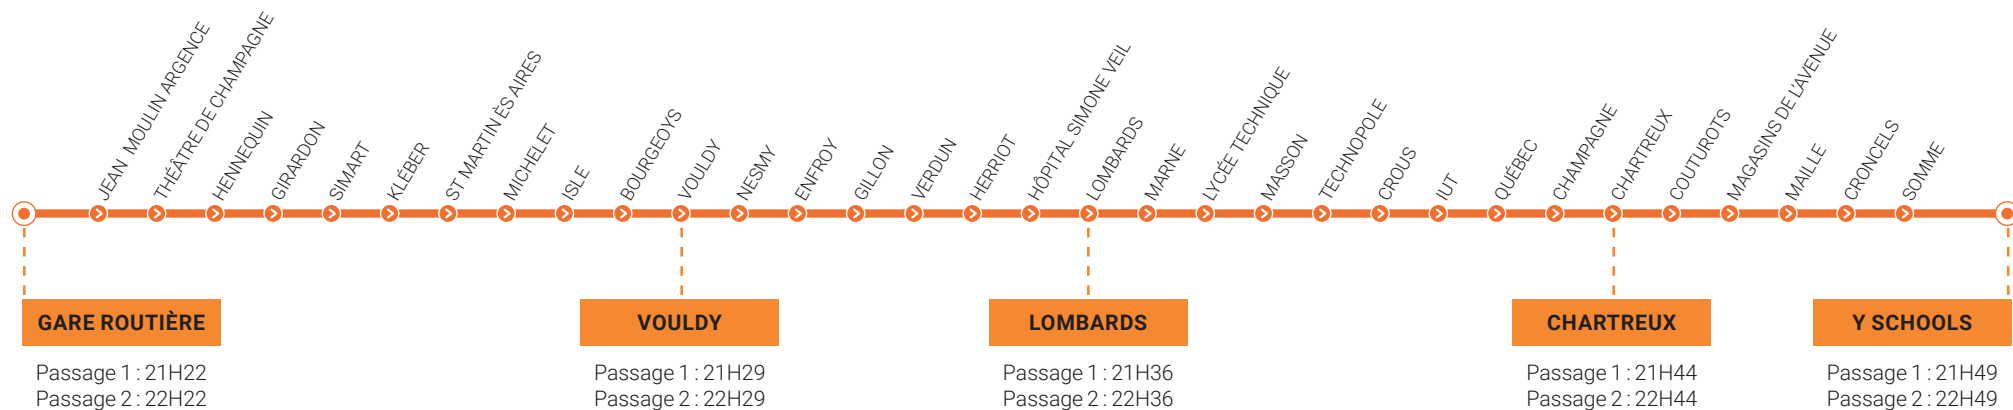 JEAN MOULIN ARGENCE
THÉÂTRE DE CHAMPAGNE
HENNEQUIN
GIRARDON
SIMART
KLÉBER
ST MARTIN ÈS AIRES
MICHELET
ISLE
BOURGEOYS
VOULDY
NESMY
ENFROY
GILLON
VERDUN
HERRIOT
HÔPITAL SIMONE VEIL
LOMBARDS
MARNE
LYCÉE TECHNIQUE
MASSON
TECHNOPOLE
CROUS
IUT
QUÉBEC
CHAMPAGNE
CHARTREUX
COUTUROTS
MAGASINS DE L'AVENUE
MAILLE
CRONCELS
SOMME
GARE ROUTIÈRE
Passage 1 : 21H22
Passage 2 : 22H22
VOULDY
Passage 1 : 21H29
Passage 2 : 22H29
LOMBARDS
Passage 1 : 21H36
Passage 2 : 22H36
CHARTREUX
Passage 1 : 21H44
Passage 2 : 22H44
Y SCHOOLS
Passage 1 : 21H49
Passage 2 : 22H49